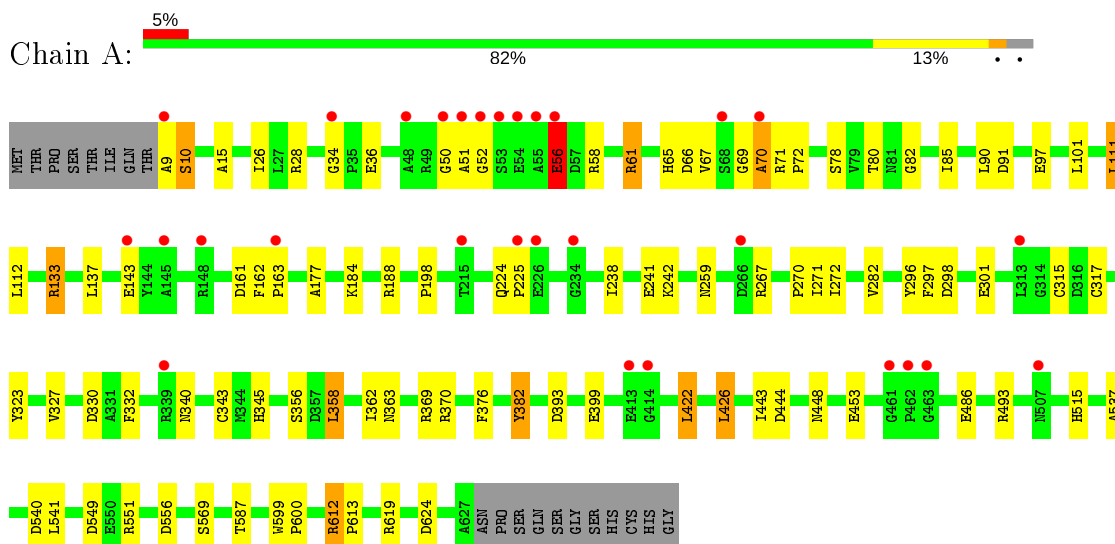 5%
Chain A:
82%
13%
• •
MET THR PRO SER THR ILE GLN THR A9 S10 A15 I26 L27 R28 G34 P35 E36 A48 R49 G50 A51 G52 S53 E54 A55 E56 D57 R58 R61 H65 D66 V67 S68 G69 A70 R71 P72 S78 V79 T80 N81 G82 I85 L90 D91 E97 L101 L111
L112 R133 L137 E143 Y144 A145 R148 D161 F162 P163 A177 K184 R188 P198 T215 Q224 P225 E226 G234 I238 E241 K242 N259 D266 R267 P270 I271 I272 V282 Y296 F297 D298 E301 L313 G314 C315 D316 C317
Y323 V327 D330 A331 F332 R339 N340 C343 M344 H345 S356 D357 L358 I362 N363 R369 R370 F376 Y382 D393 E399 E413 G414 L422 L426 I443 D444 N448 E453 G461 P462 G463 E486 R493 N507 H515 A537
D540 L541 D549 E550 R551 D556 S569 T587 W599 P600 R612 P613 R619 D624 A627 ASN PRO SER GLN SER GLY SER HIS CYS HIS GLY